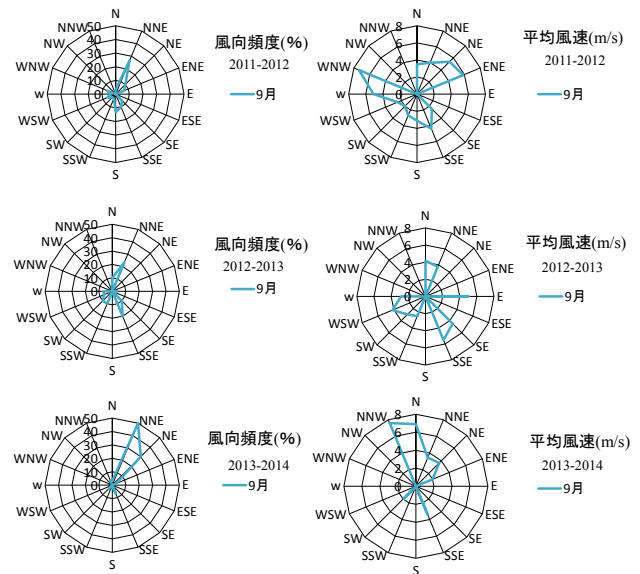 N
NNE
NE
ENE
E
ESE
SE
SSE
S
SSW
SW
WSW
w
WNW
NW
NNW
50
40
30
20
10
0
風向頻度(%)
2011-2012
9月
N
NNE
NE
ENE
E
ESE
SE
SSE
S
SSW
SW
WSW
w
WNW
NW
NNW
8
6
4
2
0
平均風速(m/s)
2011-2012
9月
N
NNE
NE
ENE
E
ESE
SE
SSE
S
SSW
SW
WSW
w
WNW
NW
NNW
50
40
30
20
10
0
風向頻度(%)
2012-2013
9月
N
NNE
NE
ENE
E
ESE
SE
SSE
S
SSW
SW
WSW
w
WNW
NW
NNW
8
6
4
2
0
平均風速(m/s)
2012-2013
9月
N
NNE
NE
ENE
E
ESE
SE
SSE
S
SSW
SW
WSW
w
WNW
NW
NNW
50
40
30
20
10
0
風向頻度(%)
2013-2014
9月
N
NNE
NE
ENE
E
ESE
SE
SSE
S
SSW
SW
WSW
w
WNW
NW
NNW
8
6
4
2
0
平均風速(m/s)
2013-2014
9月